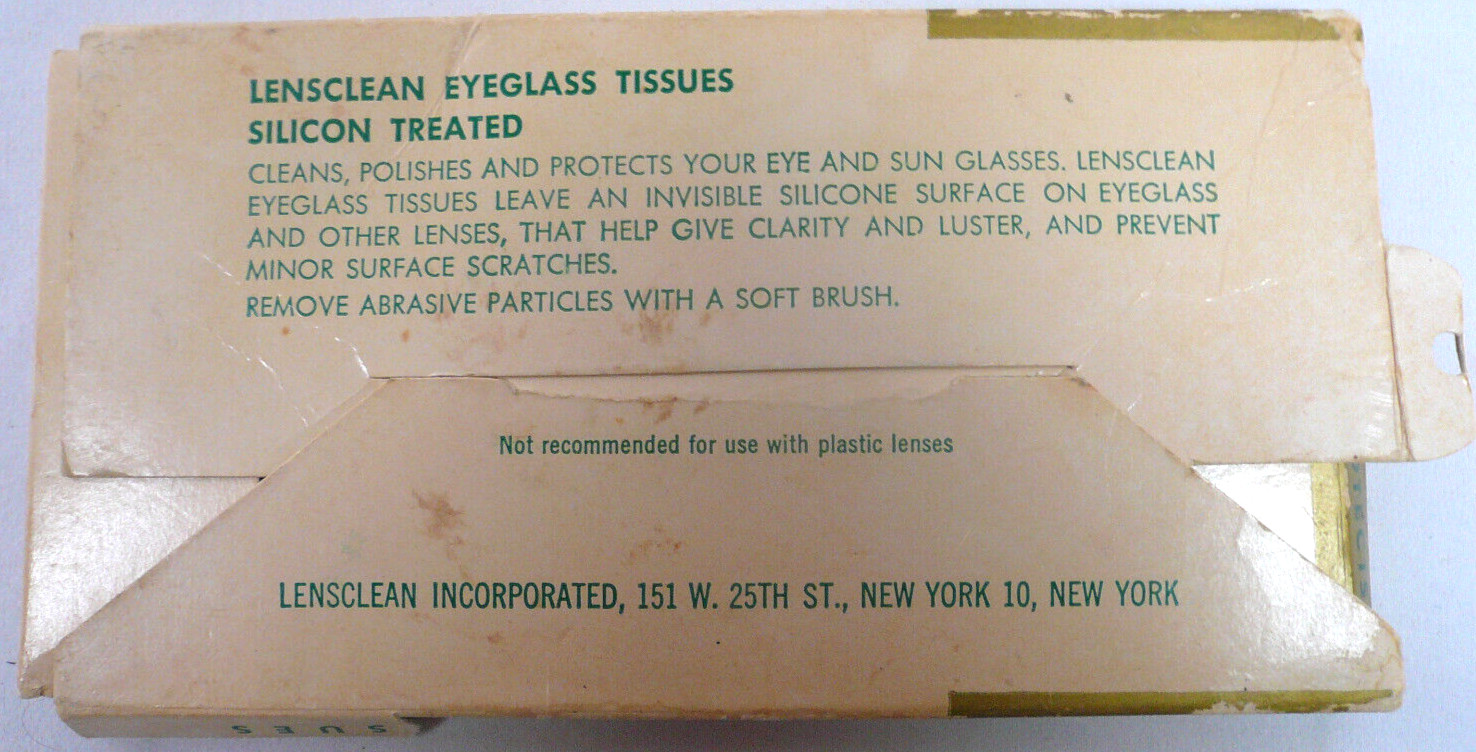 LENSCLEAN EYEGLASS TISSUES
SILICON TREATED
CLEANS, POLISHES AND PROTECTS YOUR EYE AND SUN GLASSES. LENSCLEAN
EYEGLASS TISSUES LEAVE AN INVISIBLE SILICONE SURFACE ON EYEGLASS
AND OTHER LENSES, THAT HELP GIVE CLARITY AND LUSTER, AND PREVENT
MINOR SURFACE SCRATCHES.
REMOVE ABRASIVE PARTICLES WITH A SOFT BRUSH.
Not recommended for use with plastic lenses
LENSCLEAN INCORPORATED, 151 W. 25TH ST., NEW YORK 10, NEW YORK
SUES